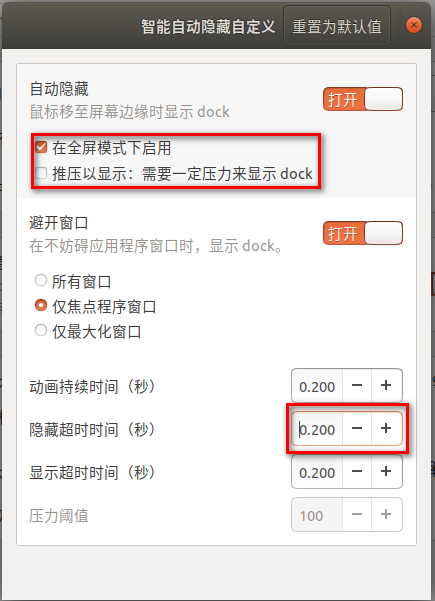 智能自动隐藏自定义
重置为默认值
自动隐藏
打开
鼠标移至屏幕边缘时显示 dock
在全屏模式下启用
推压以显示：需要一定压力来显示 dock
避开窗口
打开
在不妨碍应用程序窗口时，显示 dock。
所有窗口
仅焦点程序窗口
仅最大化窗口
动画持续时间（秒） 0.200 − +
隐藏超时时间（秒） 0.200 − +
显示超时时间（秒） 0.200 − +
压力阈值 100 − +